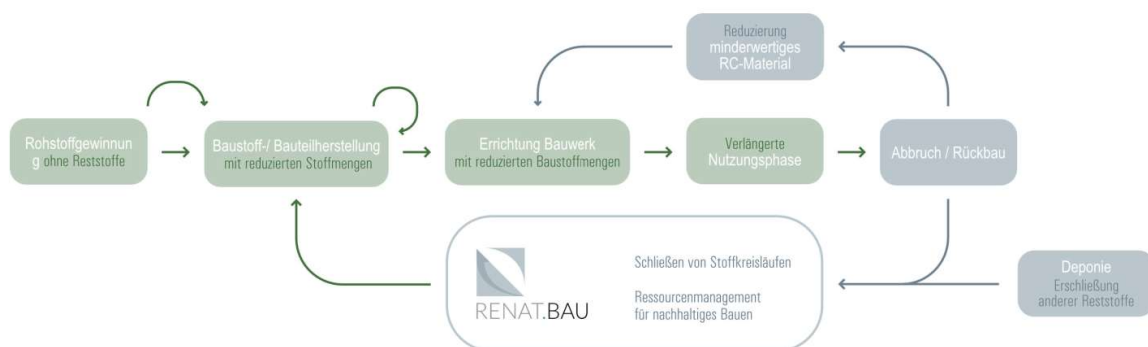 Reduzierung
minderwertiges
RC-Material
Rohstoffgewinnun
g ohne Reststoffe
Baustoff-/ Bauteilherstellung
mit reduzierten Stoffmengen
Errichtung Bauwerk
mit reduzierten Baustoffmengen
Verlängerte
Nutzungsphase
Abbruch / Rückbau
RENAT.BAU
Schließen von Stoffkreisläufen
Ressourcenmanagement
für nachhaltiges Bauen
Deponie
Erschließung
anderer Reststoffe